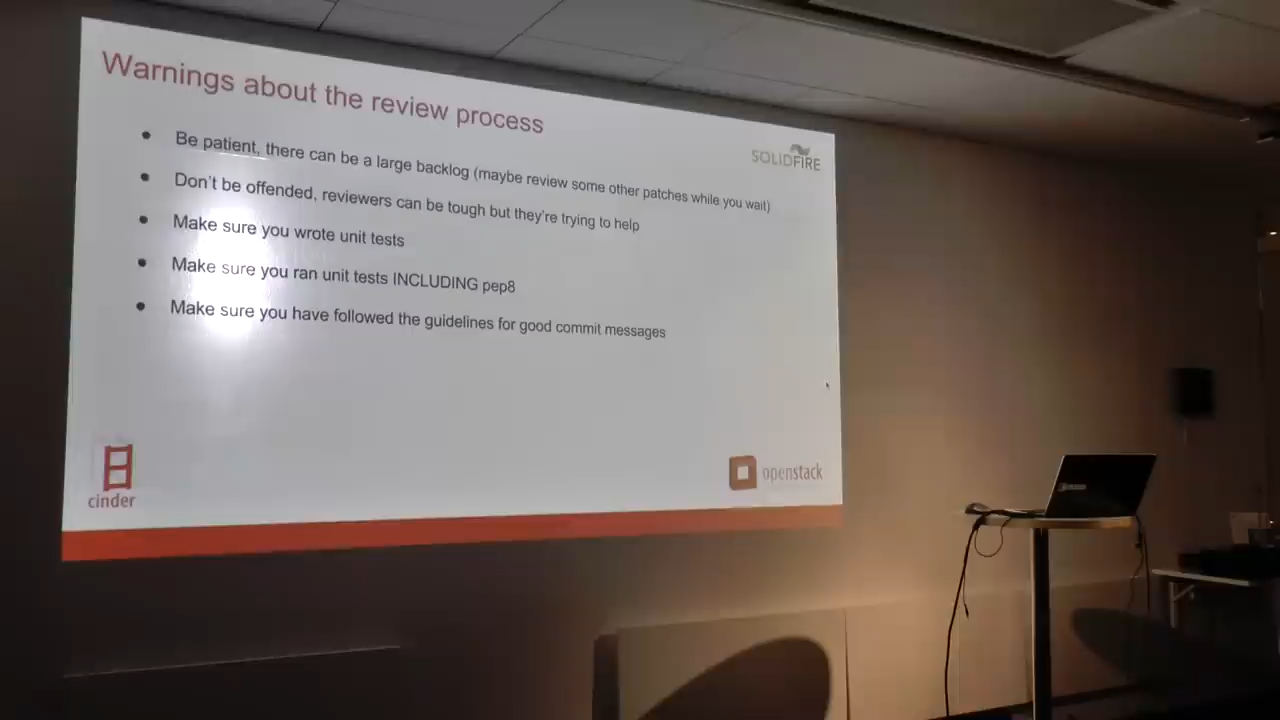 Warnings about the review process
SOLIDFIRE
Be patient, there can be a large backlog (maybe review some other patches while you wait)
Don't be offended, reviewers can be tough but they're trying to help
Make sure you wrote unit tests
Make sure you ran unit tests INCLUDING pep8
Make sure you have followed the guidelines for good commit messages
cinder
openstack